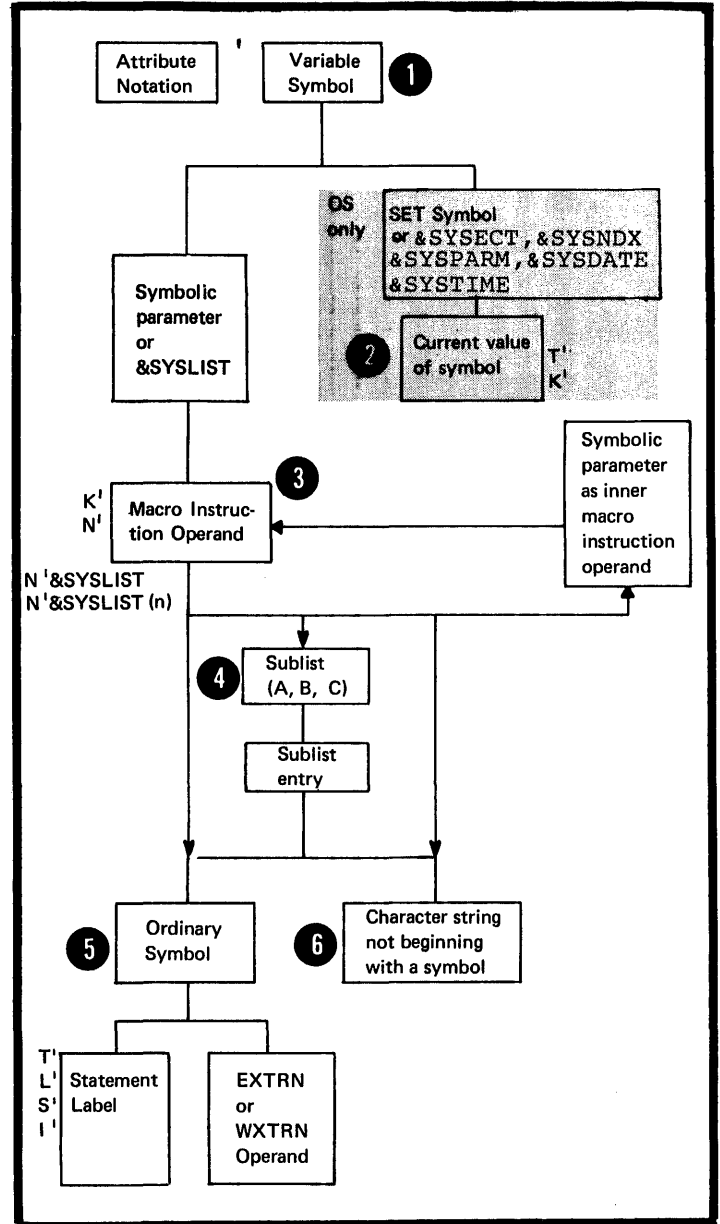 Attribute
Notation
'
Variable
Symbol
1
OS
only
SET Symbol
or &SYSECT, &SYSNDX
&SYSPARM, &SYSDATE
&SYSTIME
Symbolic
parameter
or
&SYSLIST
2
Current value
of symbol
T'
K'
Symbolic
parameter
as inner
macro
instruction
operand
3
K'
N'
Macro Instruc-
tion Operand
N'&SYSLIST
N'&SYSLIST (n)
4
Sublist
(A, B, C)
Sublist
entry
5
Ordinary
Symbol
6
Character string
not beginning
with a symbol
T'
L'
S'
I'
Statement
Label
EXTRN
or
WXTRN
Operand